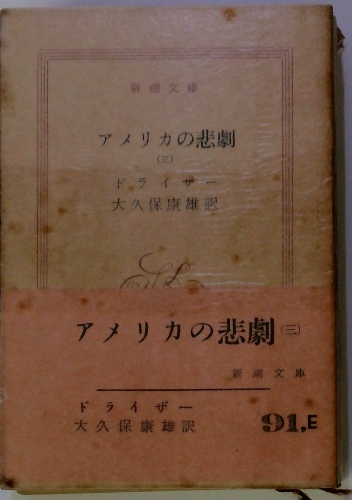 新潮文庫
アメリカの悲劇
(三)
ドライザー
大久保康雄訳
アメリカの悲劇(三)
新潮文庫
ドライザー
大久保康雄訳
91.E